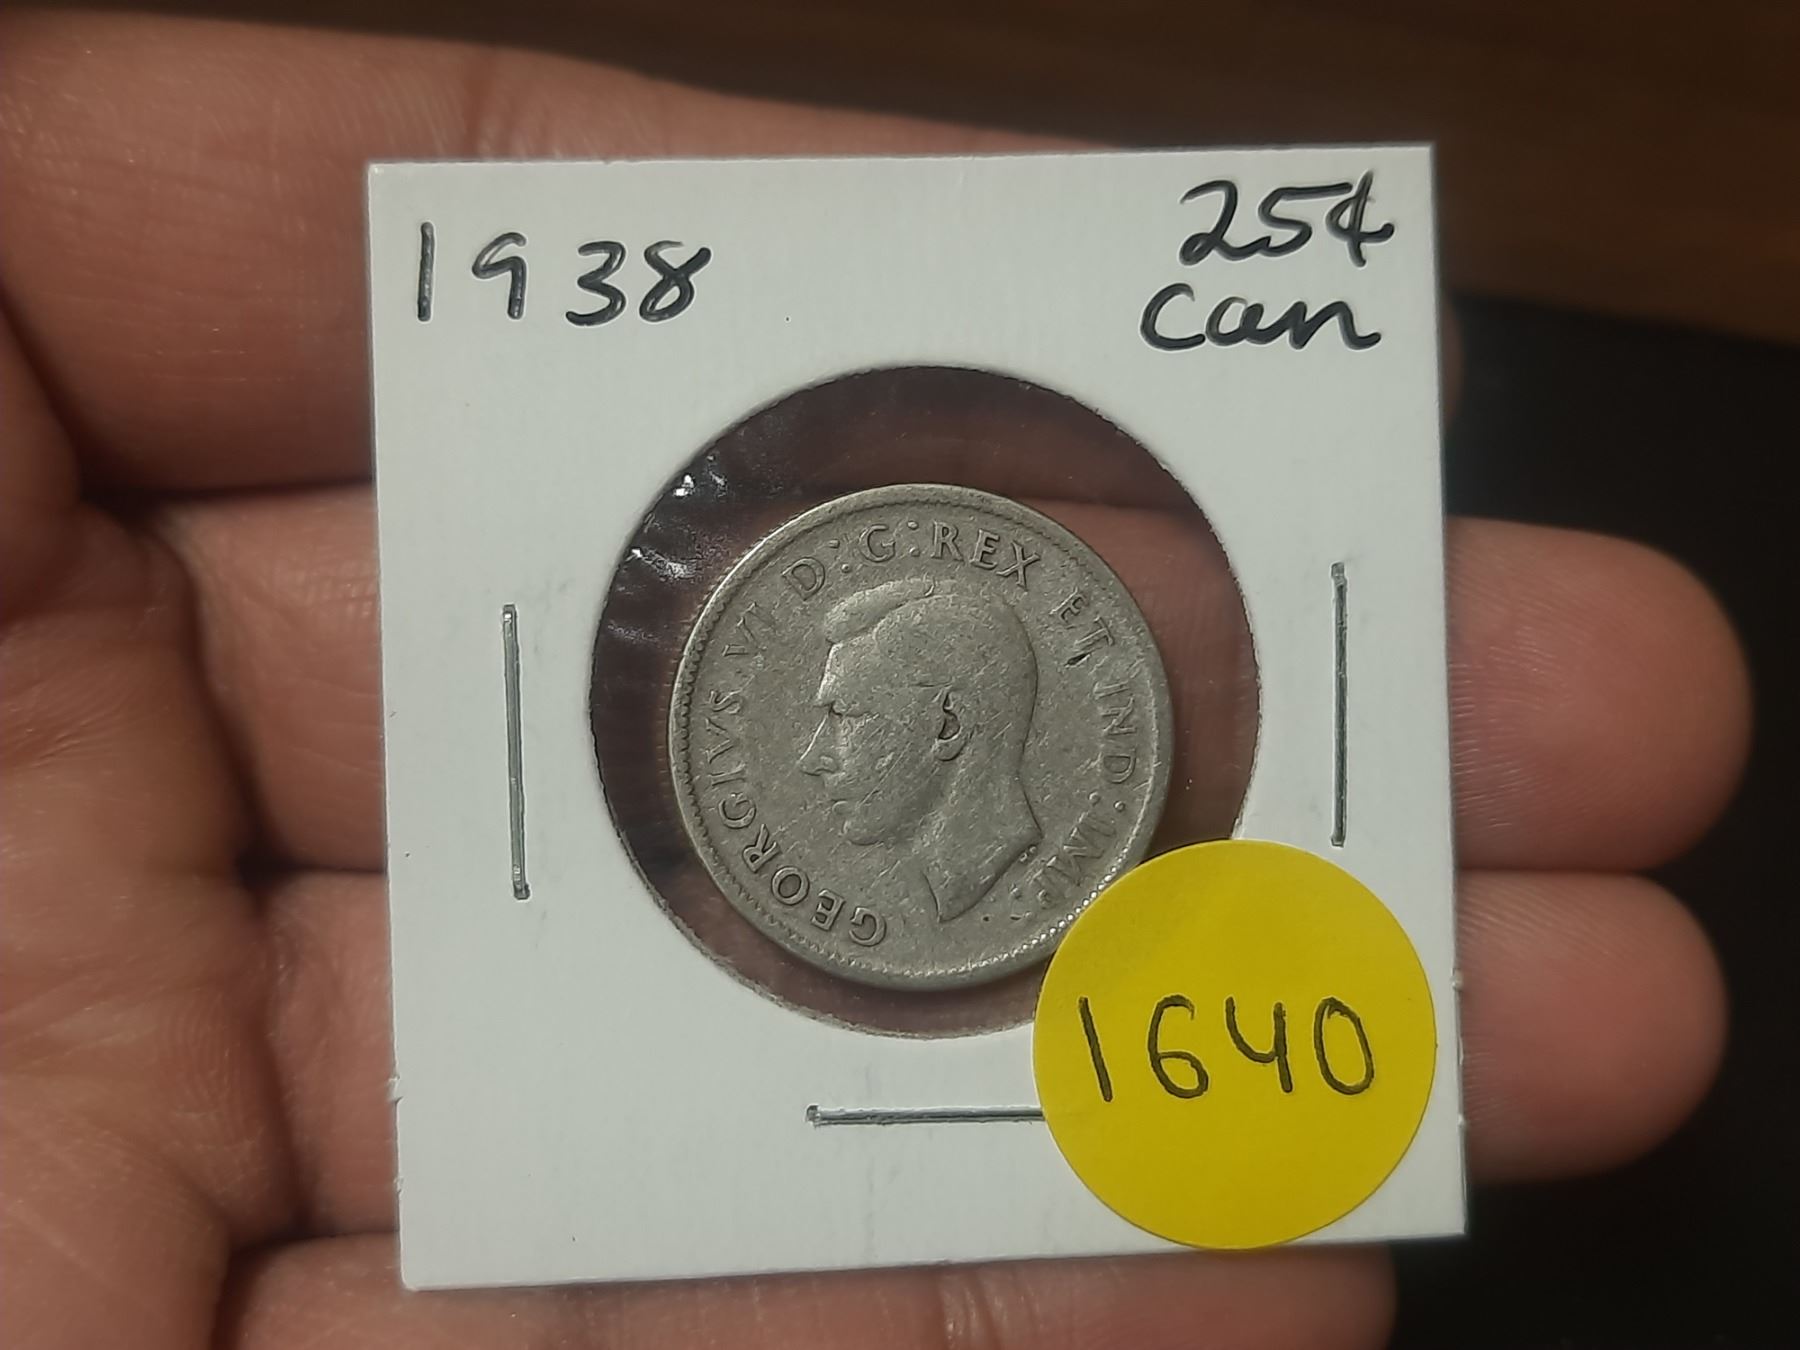 1938
25¢
Can
GEORGIVS VI D:G:REX ET IND:IMP:
1640